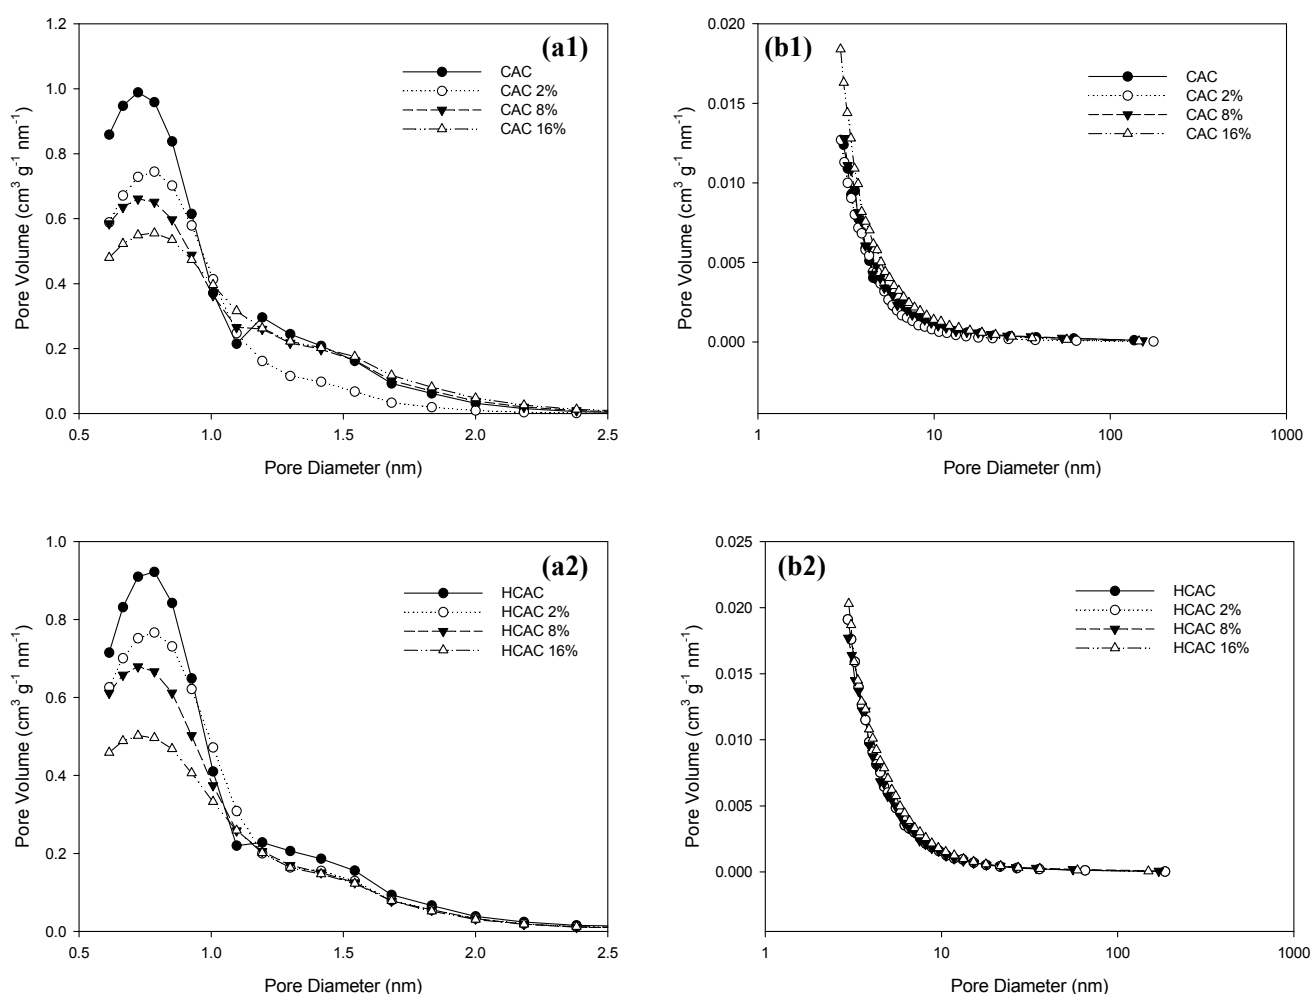 (a1)
CAC
CAC 2%
CAC 8%
CAC 16%
1.2
1.0
0.8
0.6
0.4
0.2
0.0
Pore Volume (cm³ g⁻¹ nm⁻¹)
0.5 1.0 1.5 2.0 2.5
Pore Diameter (nm)
(b1)
CAC
CAC 2%
CAC 8%
CAC 16%
0.020
0.015
0.010
0.005
0.000
Pore Volume (cm³ g⁻¹ nm⁻¹)
1 10 100 1000
Pore Diameter (nm)
(a2)
HCAC
HCAC 2%
HCAC 8%
HCAC 16%
1.0
0.8
0.6
0.4
0.2
0.0
Pore Volume (cm³ g⁻¹ nm⁻¹)
0.5 1.0 1.5 2.0 2.5
Pore Diameter (nm)
(b2)
HCAC
HCAC 2%
HCAC 8%
HCAC 16%
0.025
0.020
0.015
0.010
0.005
0.000
Pore Volume (cm³ g⁻¹ nm⁻¹)
1 10 100 1000
Pore Diameter (nm)